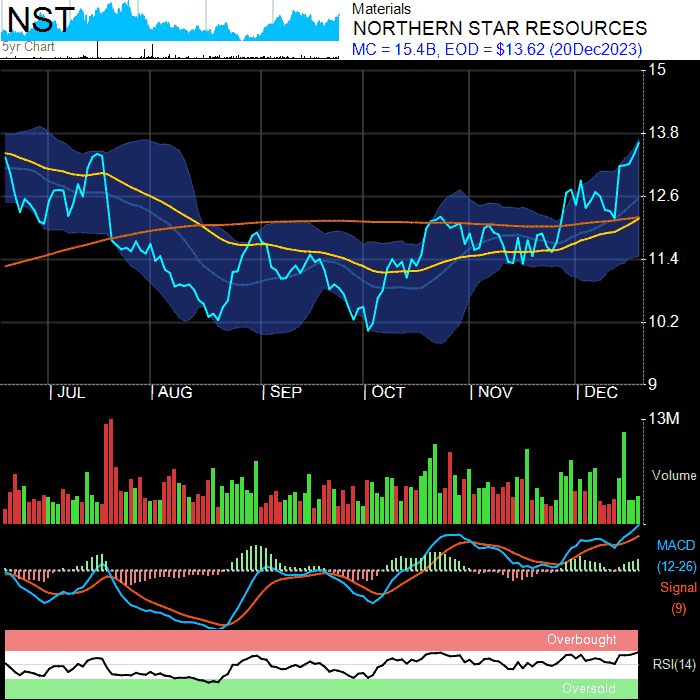 NST
5yr Chart
Materials
NORTHERN STAR RESOURCES
MC = 15.4B, EOD = $13.62 (20Dec2023)
15
13.8
12.6
11.4
10.2
9
JUL AUG SEP OCT NOV DEC
13M
Volume
MACD
(12-26)
Signal
(9)
Overbought
RSI(14)
Oversold